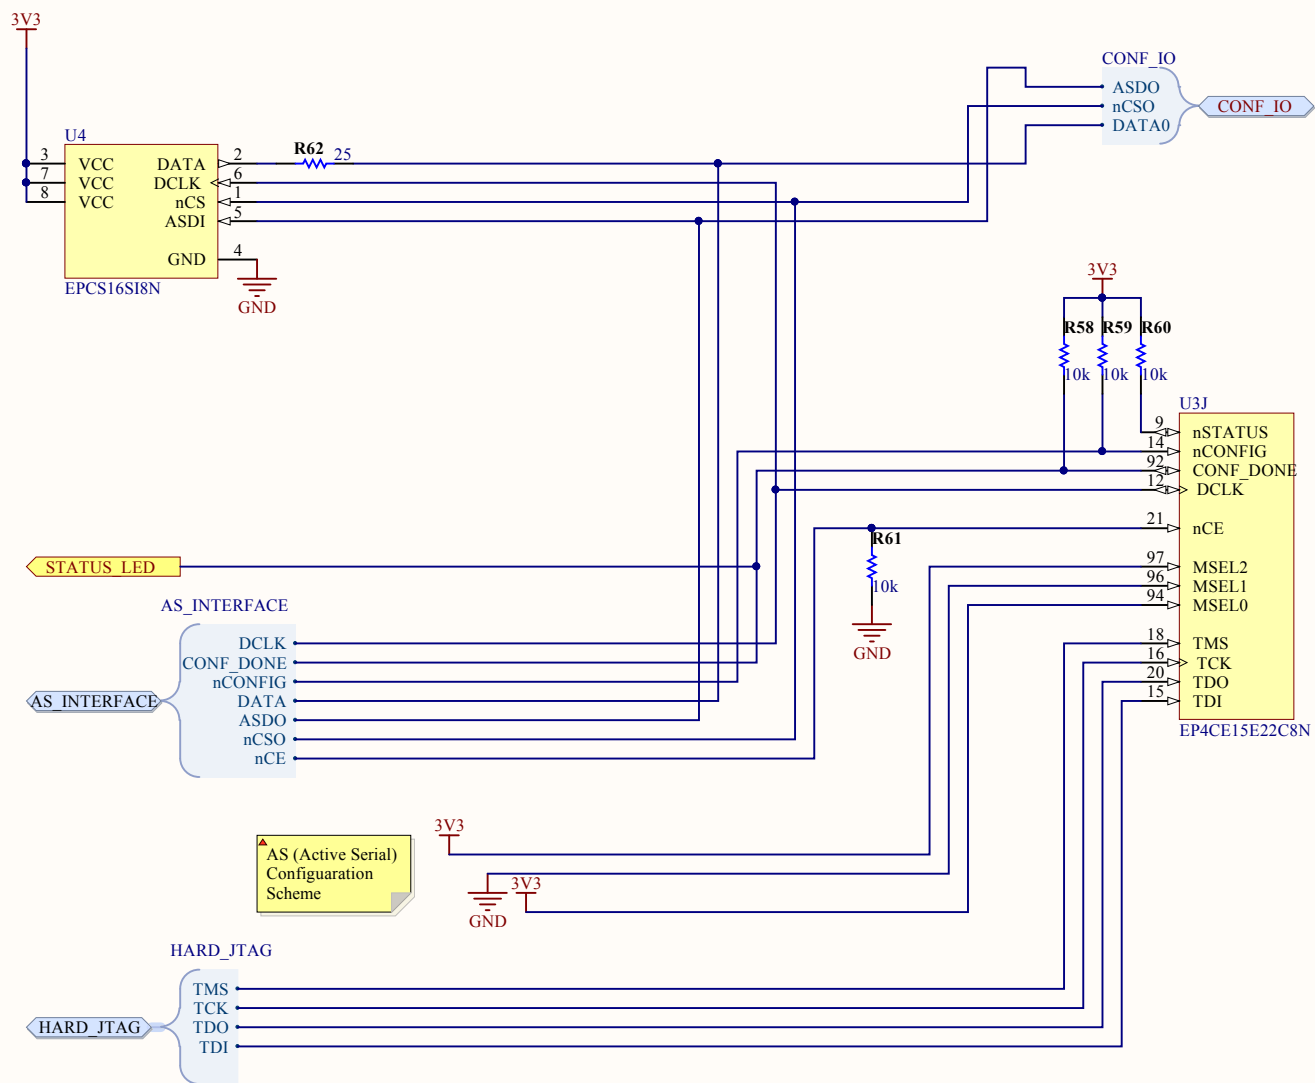 3V3
CONF_IO
ASDO
nCSO
DATA0
CONF_IO
U4
3 VCC
7 VCC
8 VCC
DATA 2
DCLK 6
nCS 1
ASDI 5
GND 4
R62 25
EPCS16SI8N
GND
3V3
R58 R59 R60
10k 10k 10k
U3J
9 nSTATUS
14 nCONFIG
92 CONF_DONE
12 DCLK
21 nCE
97 MSEL2
96 MSEL1
94 MSEL0
18 TMS
16 TCK
20 TDO
15 TDI
EP4CE15E22C8N
R61
10k
GND
STATUS_LED
AS_INTERFACE
DCLK
CONF_DONE
nCONFIG
DATA
ASDO
nCSO
nCE
AS_INTERFACE
AS (Active Serial)
Configuaration
Scheme
3V3
GND
3V3
HARD_JTAG
TMS
TCK
TDO
TDI
HARD_JTAG